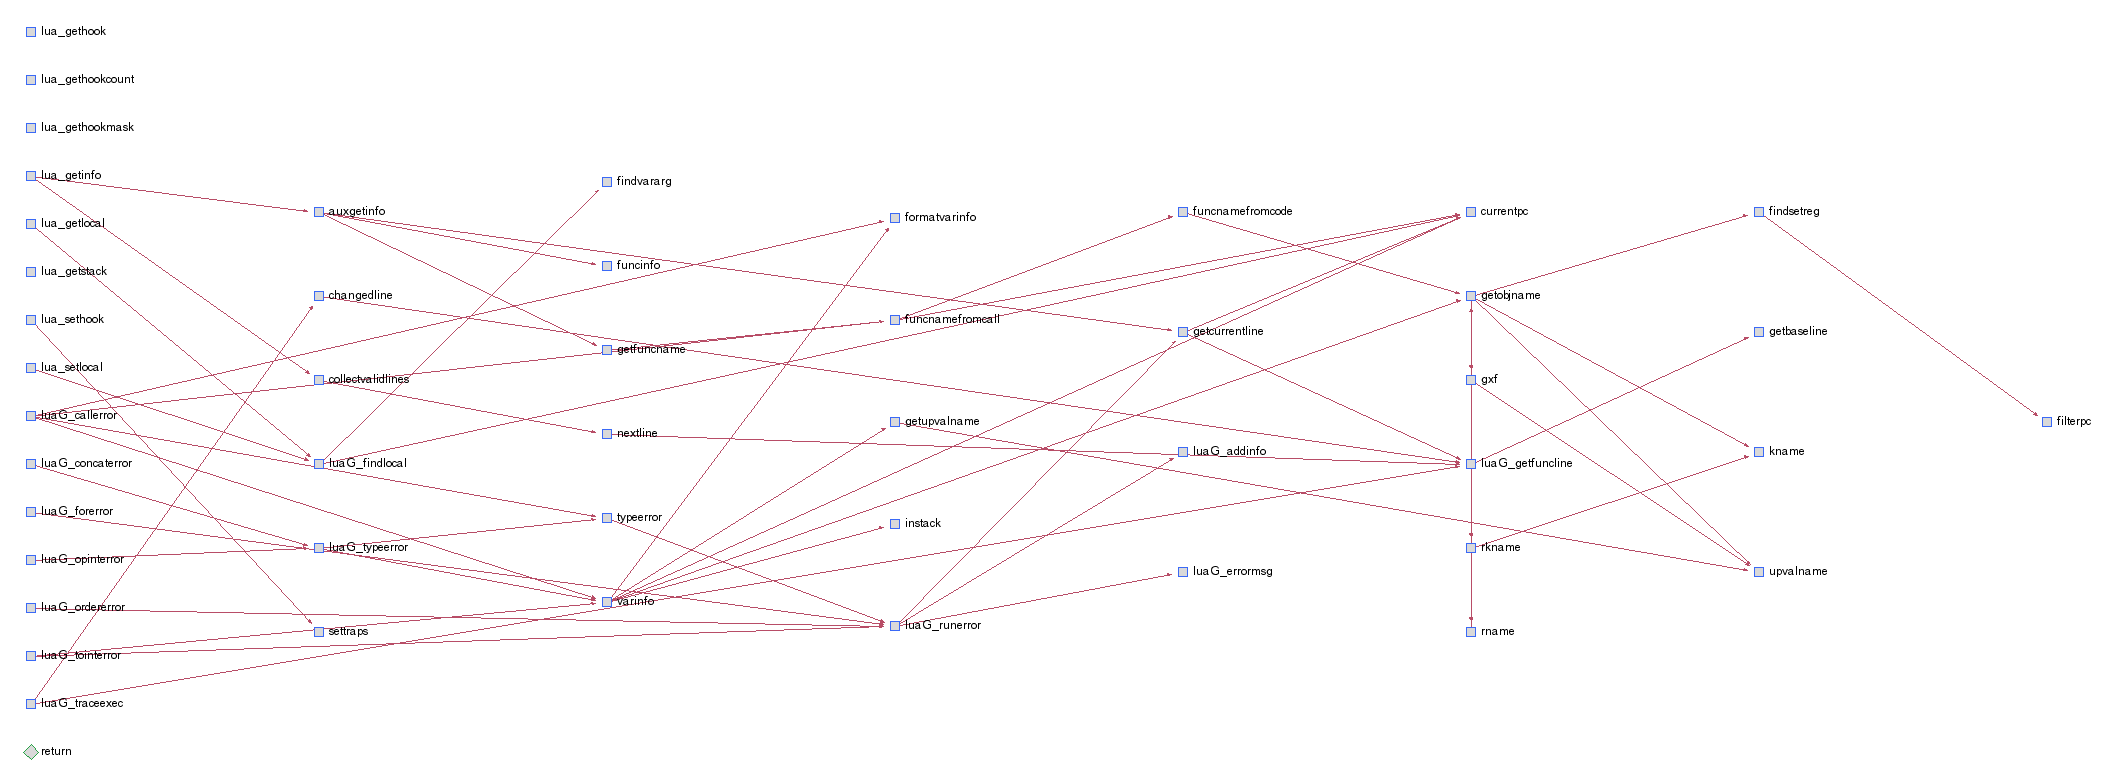 lua_gethook
lua_gethookcount
lua_gethookmask
lua_getinfo
lua_getlocal
lua_getstack
lua_sethook
lua_setlocal
luaG_callerror
luaG_concaterror
luaG_forerror
luaG_opinterror
luaG_ordererror
luaG_tointerror
luaG_traceexec
return
auxgetinfo
changedline
collectvalidlines
luaG_findlocal
luaG_typeerror
settraps
findvararg
funcinfo
getfuncname
nextline
typeerror
varinfo
formatvarinfo
funcnamefromcall
getupvalname
instack
luaG_runerror
funcnamefromcode
getcurrentline
luaG_addinfo
luaG_errormsg
currentpc
getobjname
gxf
luaG_getfuncline
rkname
rname
findsetreg
getbaseline
kname
upvalname
filterpc